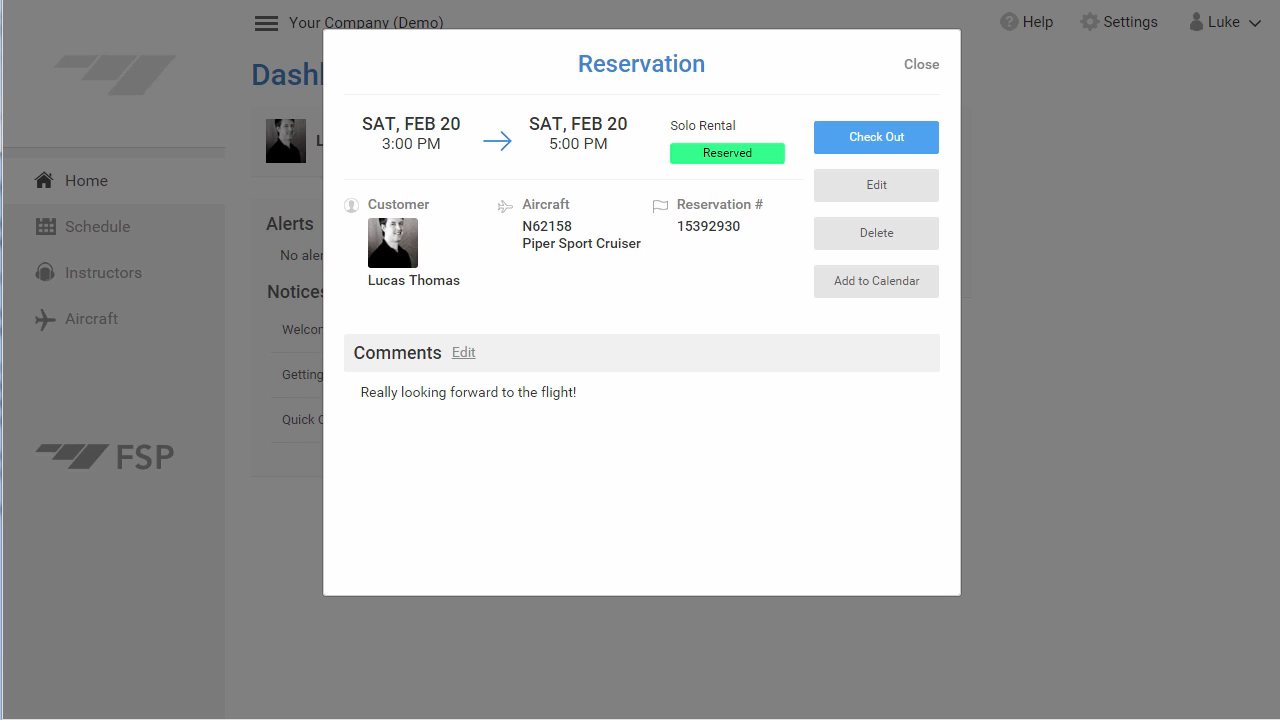 Your Company (Demo)
Help
Settings
Luke
Dashl
L
Home
Schedule
Instructors
Aircraft
FSP
Alerts
No aler
Notices
Welcon
Getting
Quick
Reservation
Close
SAT, FEB 20
3:00 PM
SAT, FEB 20
5:00 PM
Solo Rental
Reserved
Check Out
Edit
Delete
Add to Calendar
Customer
Lucas Thomas
Aircraft
N62158
Piper Sport Cruiser
Reservation #
15392930
Comments Edit
Really looking forward to the flight!